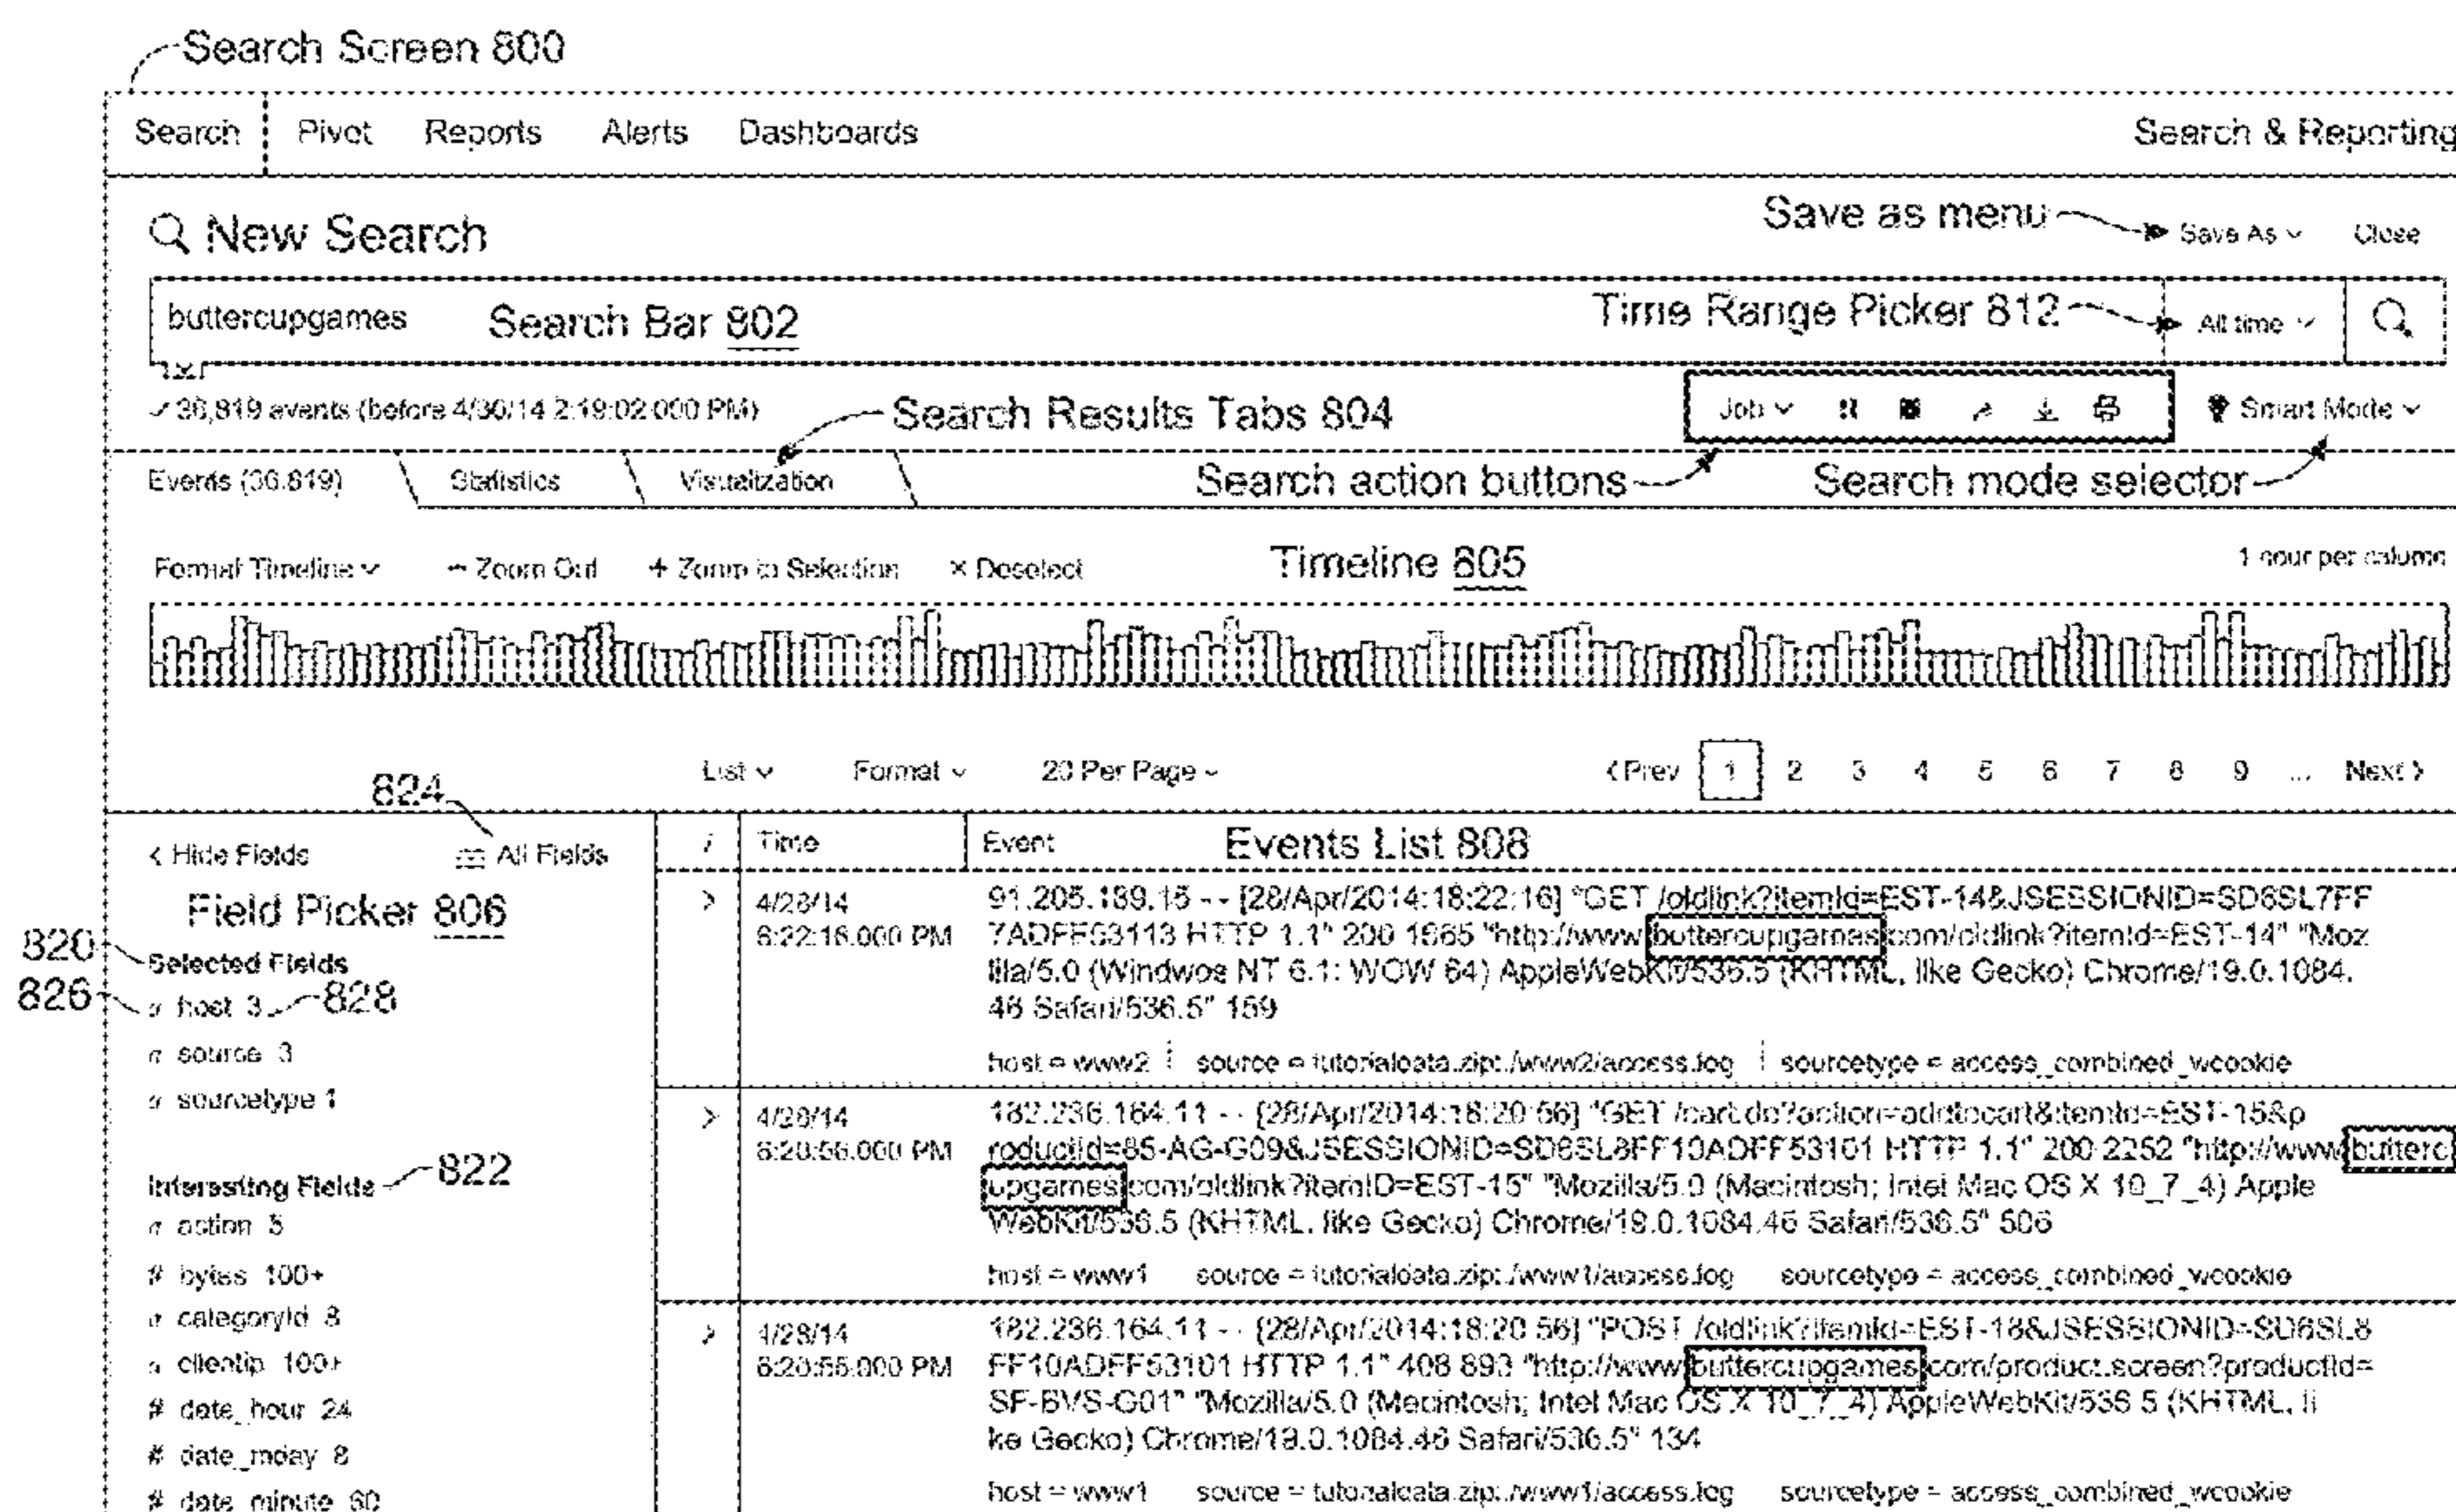 Search Screen 800
Search Pivot Reports Alerts Dashboards Search & Reporting
New Search Save as menu Save As Close
buttercupgames Search Bar 802 Time Range Picker 812 All time
36,819 events (before 4/30/14 2:19:02.000 PM) Search Results Tabs 804 Job Smart Mode
Events (36,819) Statistics Visualization Search action buttons Search mode selector
Format Timeline – Zoom Out + Zoom to Selection × Deselect Timeline 805 1 hour per column
List Format 20 Per Page <Prev 1 2 3 4 5 6 7 8 9 ... Next>
824
< Hide Fields All Fields i Time Event Events List 808
Field Picker 806
820 Selected Fields
826 a host 3 828
a source 3
a sourcetype 1
Interesting Fields 822
a action 5
# bytes 100+
a categoryId 8
a clientip 100+
# date_hour 24
# date_mday 8
# date_minute 60
> 4/28/14 91.205.189.15 - - [28/Apr/2014:18:22:16] "GET /oldlink?itemId=EST-14&JSESSIONID=SD6SL7FF
6:22:16.000 PM 7ADFF53113 HTTP 1.1" 200 1665 "http://www.buttercupgames.com/oldlink?itemId=EST-14" "Moz
illa/5.0 (Windwos NT 6.1: WOW 64) AppleWebKit/536.5 (KHTML, like Gecko) Chrome/19.0.1084.
46 Safari/536.5" 159
host = www2 source = tutorialdata.zip:./www2/access.log sourcetype = access_combined_wcookie
> 4/28/14 182.236.164.11 - - [28/Apr/2014:18:20:56] "GET /cart.do?action=addtocart&itemId=EST-15&p
6:20:56.000 PM roductId=85-AG-G09&JSESSIONID=SD6SL8FF10ADFF53101 HTTP 1.1" 200 2252 "http://www.butterc
upgames.com/oldlink?itemID=EST-15" "Mozilla/5.0 (Macintosh; Intel Mac OS X 10_7_4) Apple
WebKit/536.5 (KHTML, like Gecko) Chrome/19.0.1084.46 Safari/536.5" 506
host = www1 source = tutorialdata.zip:./www1/access.log sourcetype = access_combined_wcookie
> 4/28/14 182.236.164.11 - - [28/Apr/2014:18:20:56] "POST /oldlink?itemId=EST-18&JSESSIONID=SD6SL8
FF10ADFF53101 HTTP 1.1" 408 893 "http://www.buttercupgames.com/product.screen?productId=
SF-BVS-G01" "Mozilla/5.0 (Macintosh; Intel Mac OS X 10_7_4) AppleWebKit/536.5 (KHTML, li
ke Gecko) Chrome/19.0.1084.46 Safari/536.5" 134
host = www1 source = tutorialdata.zip:./www1/access.log sourcetype = access_combined_wcookie